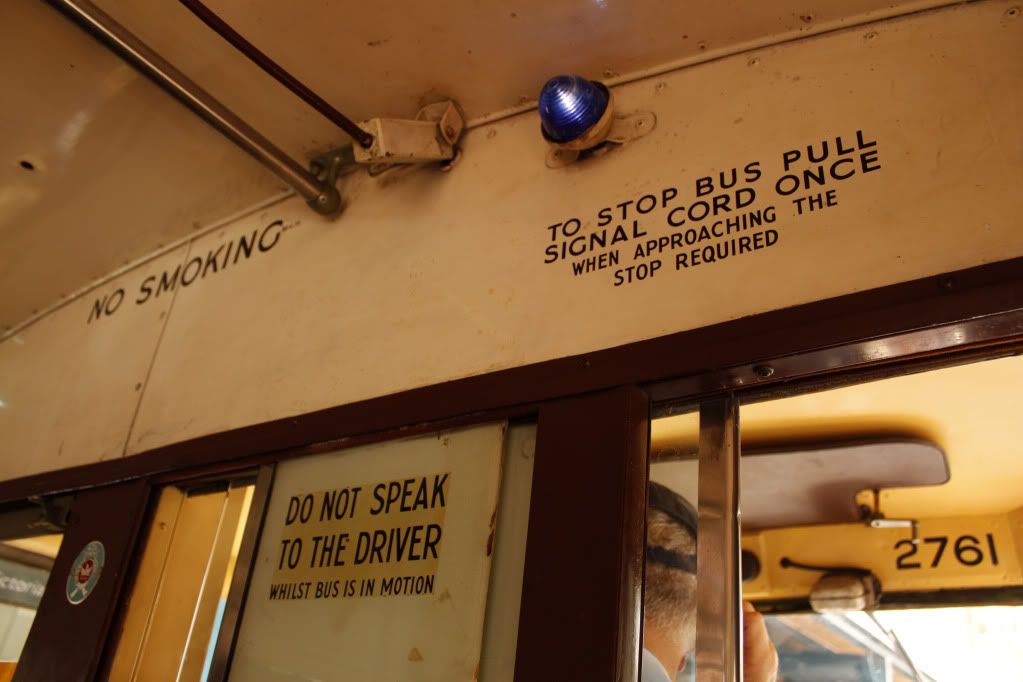 NO SMOKING
TO STOP BUS PULL
SIGNAL CORD ONCE
WHEN APPROACHING THE
STOP REQUIRED
DO NOT SPEAK
TO THE DRIVER
WHILST BUS IS IN MOTION
2761